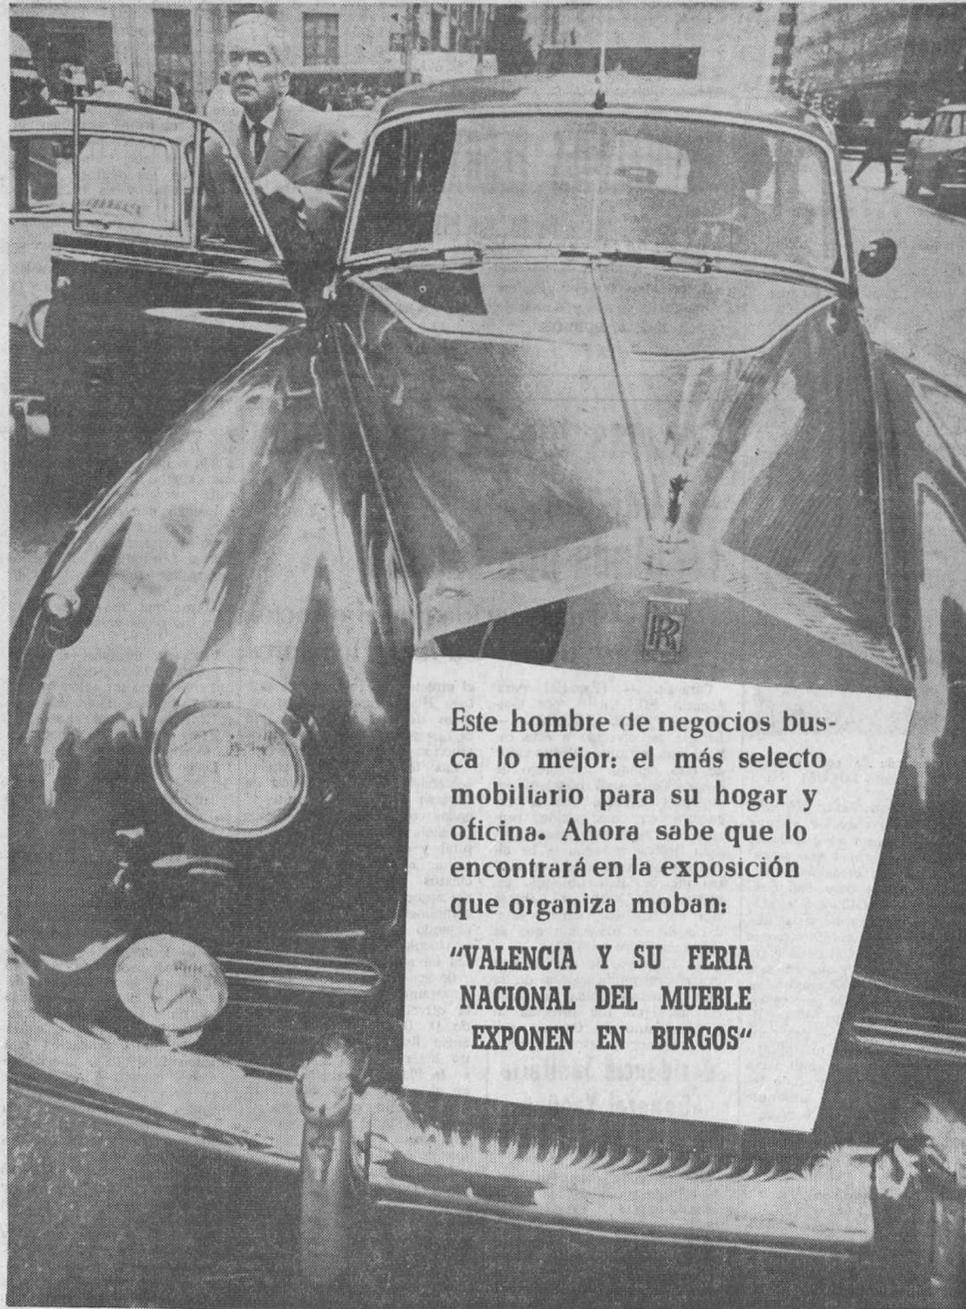 RR
Este hombre de negocios bus-
ca lo mejor: el más selecto
mobiliario para su hogar y
oficina. Ahora sabe que lo
encontrará en la exposición
que organiza moban:
“VALENCIA Y SU FERIA
NACIONAL DEL MUEBLE
EXPONEN EN BURGOS“